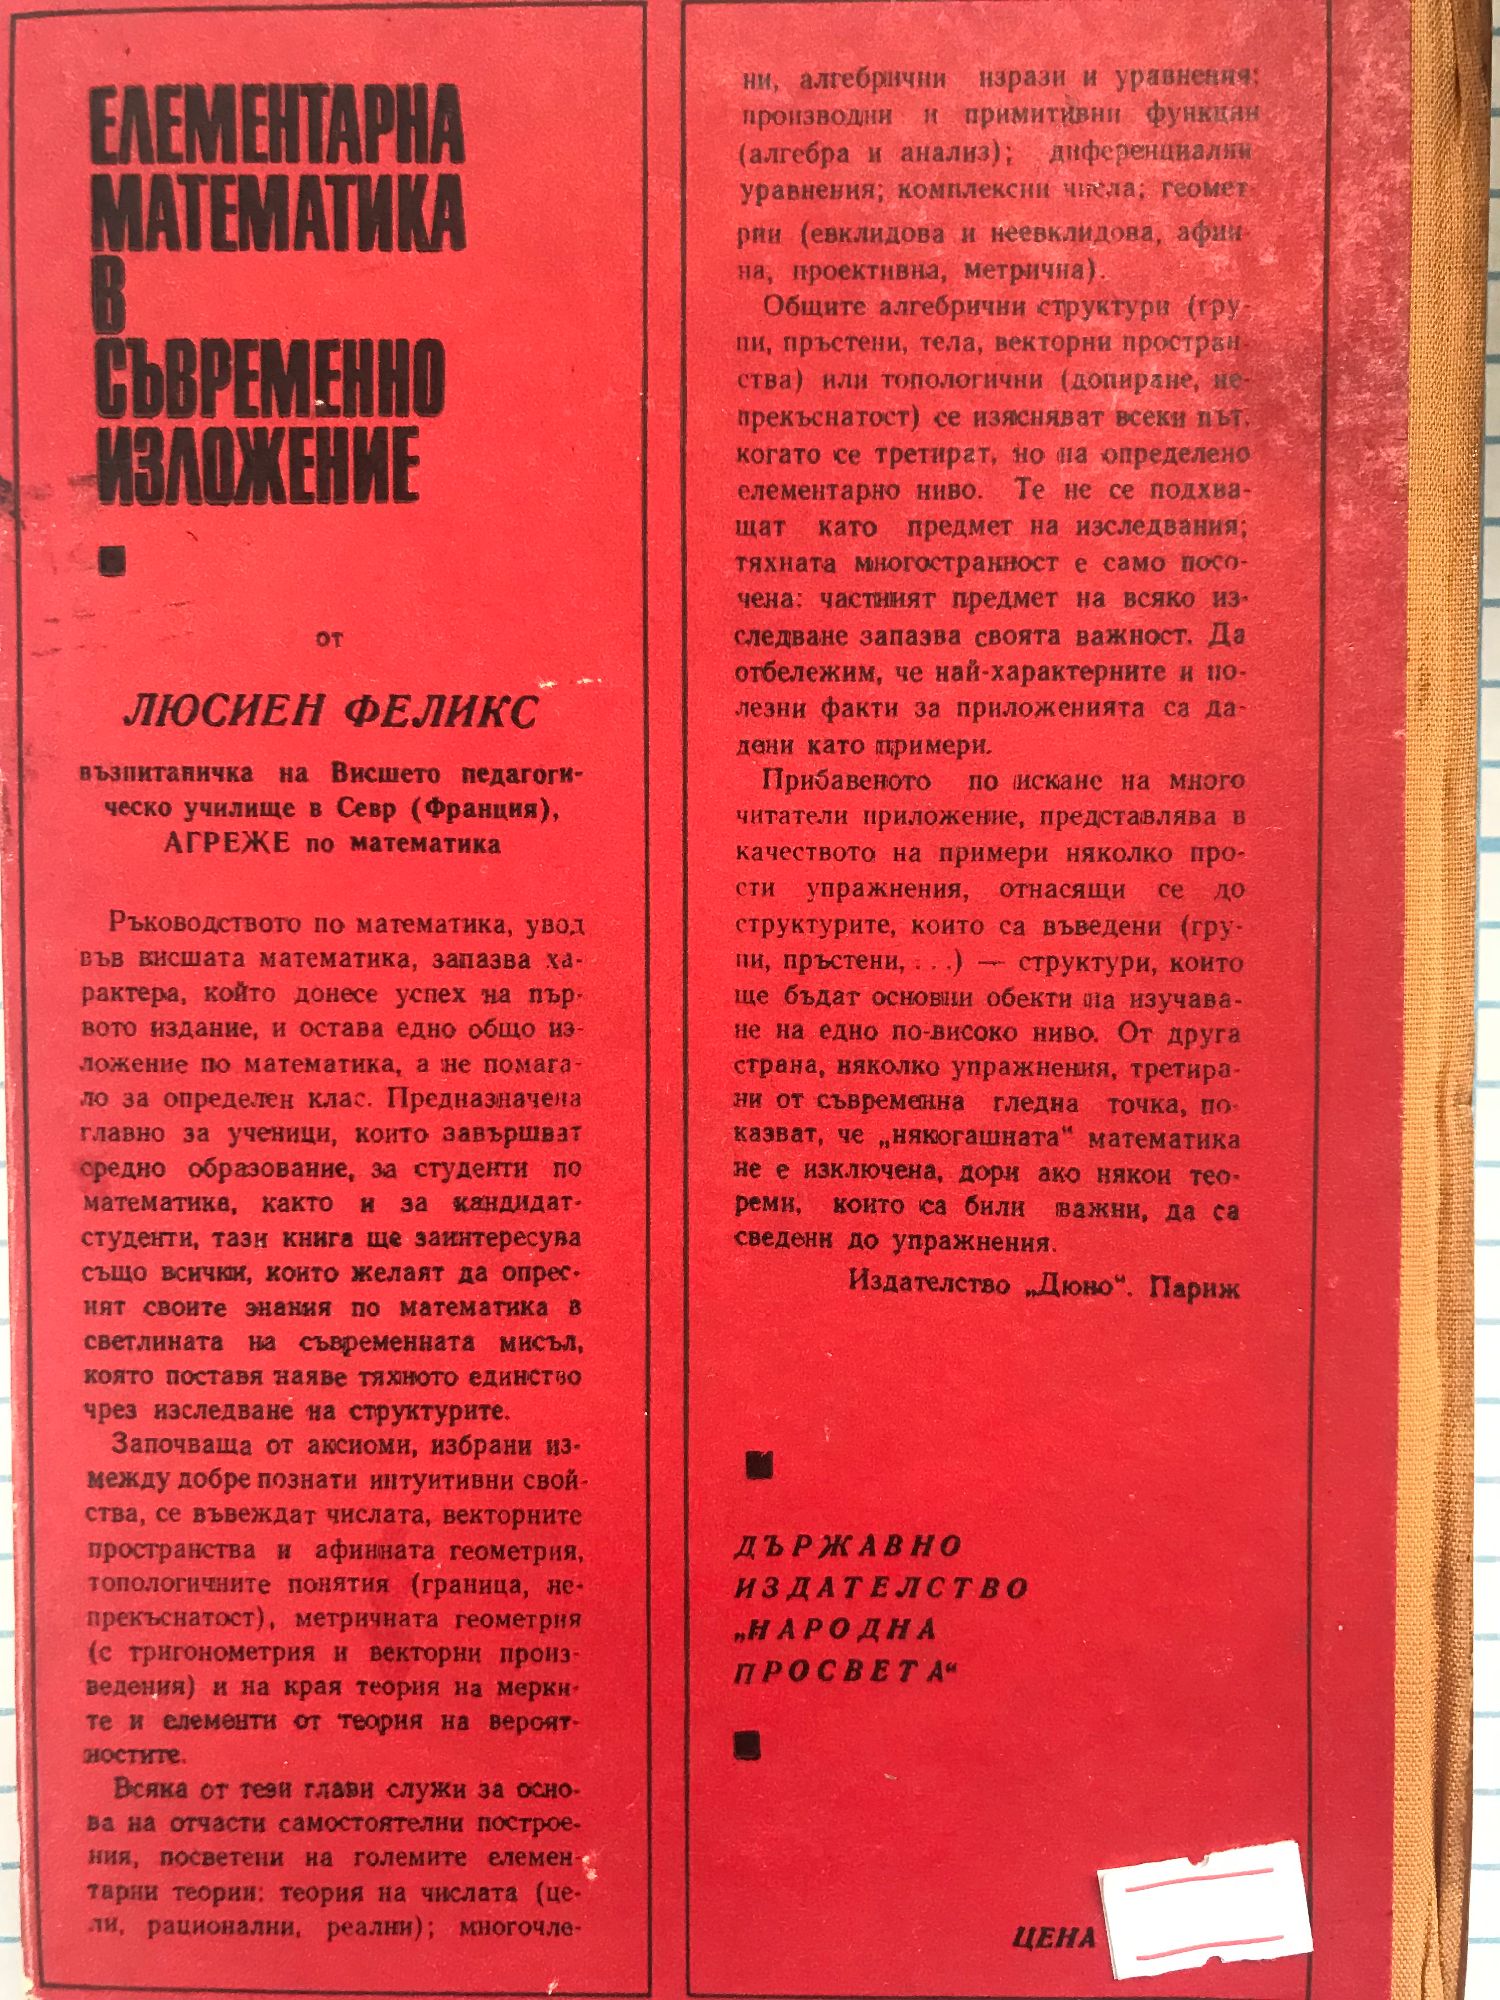 ЕЛЕМЕНТАРНА
МАТЕМАТИКА
В
СЪВРЕМЕННО
ИЗЛОЖЕНИЕ
от
ЛЮСИЕН ФЕЛИКС
възпитаничка на Висшето педагоги-
ческо училище в Севр (Франция),
АГРЕЖЕ по математика
Ръководството по математика, увод
във висшата математика, запазва ха-
рактера, който донесе успех на пър-
вото издание, и остава едно общо из-
ложение по математика, а не помага-
ло за определен клас. Предназначена
главно за ученици, които завършват
средно образование, за студенти по
математика, както и за кандидат-
студенти, тази книга ще заинтересува
също всички, които желаят да опрес-
нят своите знания по математика в
светлината на съвременната мисъл,
която поставя наяве тяхното единство
чрез изследване на структурите.
Започваща от аксиоми, избрани из-
между добре познати интуитивни свой-
ства, се въвеждат числата, векторните
пространства и афинната геометрия,
топологичните понятия (граница, не-
прекъснатост), метричната геометрия
(с тригонометрия и векторни произ-
ведения) и на края теория на мерки-
те и елементи от теория на вероят-
ностите.
Всяка от тези глави служи за осно-
ва на отчасти самостоятелни построе-
ния, посветени на големите елемен-
тарни теории: теория на числата (це-
ли, рационални, реални); многочле-
ни, алгебрични изрази и уравнения;
производни и примитивни функции
(алгебра и анализ); диференциални
уравнения; комплексни числа; геомет-
рии (евклидова и неевклидова, афин-
на, проективна, метрична).
Общите алгебрични структури (гру-
пи, пръстени, тела, векторни простран-
ства) или топологични (допиране, не-
прекъснатост) се изясняват всеки път,
когато се третират, но на определено
елементарно ниво. Те не се подхва-
щат като предмет на изследвания;
тяхната многостранност е само посо-
чена: частният предмет на всяко из-
следване запазва своята важност. Да
отбележим, че най-характерните и по-
лезни факти за приложенията са да-
дени като примери.
Прибавеното по искане на много
читатели приложение, представлява в
качеството на примери няколко про-
сти упражнения, отнасящи се до
структурите, които са въведени (гру-
пи, пръстени, . . .) — структури, които
ще бъдат основни обекти на изучава-
не на едно по-високо ниво. От друга
страна, няколко упражнения, третира-
ни от съвременна гледна точка, по-
казват, че „някогашната“ математика
не е изключена, дори ако някои тео-
реми, които са били важни, да са
сведени до упражнения.
Издателство „Дюно“. Париж
ДЪРЖАВНО
ИЗДАТЕЛСТВО
„НАРОДНА
ПРОСВЕТА“
ЦЕНА